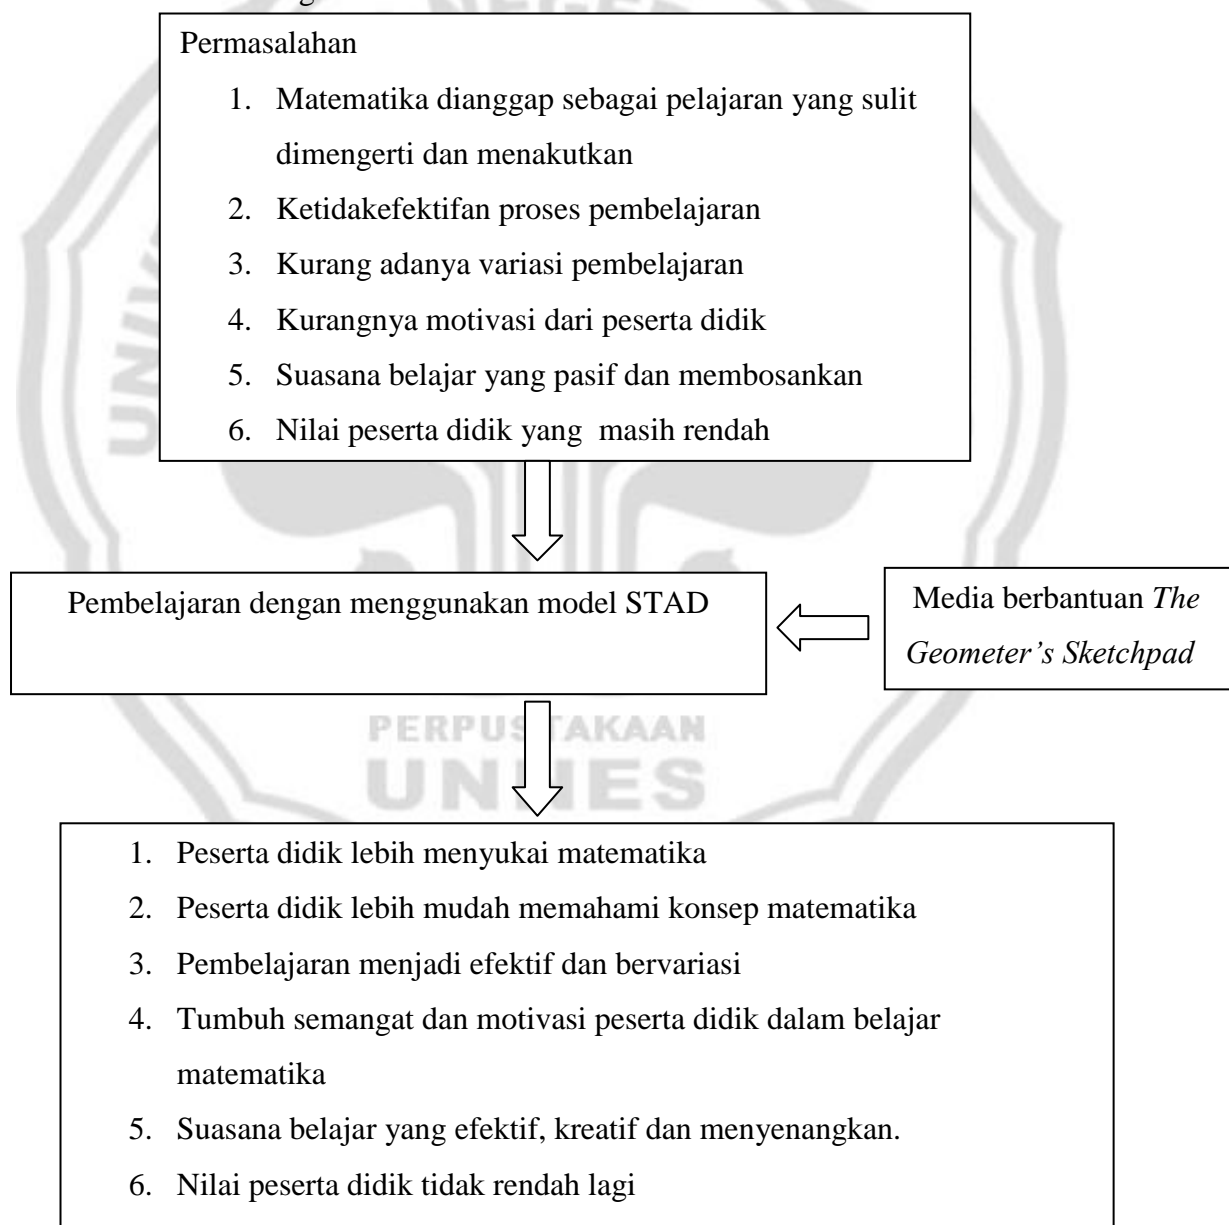 Permasalahan
1. Matematika dianggap sebagai pelajaran yang sulit
dimengerti dan menakutkan
2. Ketidakefektifan proses pembelajaran
3. Kurang adanya variasi pembelajaran
4. Kurangnya motivasi dari peserta didik
5. Suasana belajar yang pasif dan membosankan
6. Nilai peserta didik yang masih rendah
Pembelajaran dengan menggunakan model STAD
Media berbantuan The
Geometer’s Sketchpad
PERPUSTAKAAN
UNNES
1. Peserta didik lebih menyukai matematika
2. Peserta didik lebih mudah memahami konsep matematika
3. Pembelajaran menjadi efektif dan bervariasi
4. Tumbuh semangat dan motivasi peserta didik dalam belajar
matematika
5. Suasana belajar yang efektif, kreatif dan menyenangkan.
6. Nilai peserta didik tidak rendah lagi